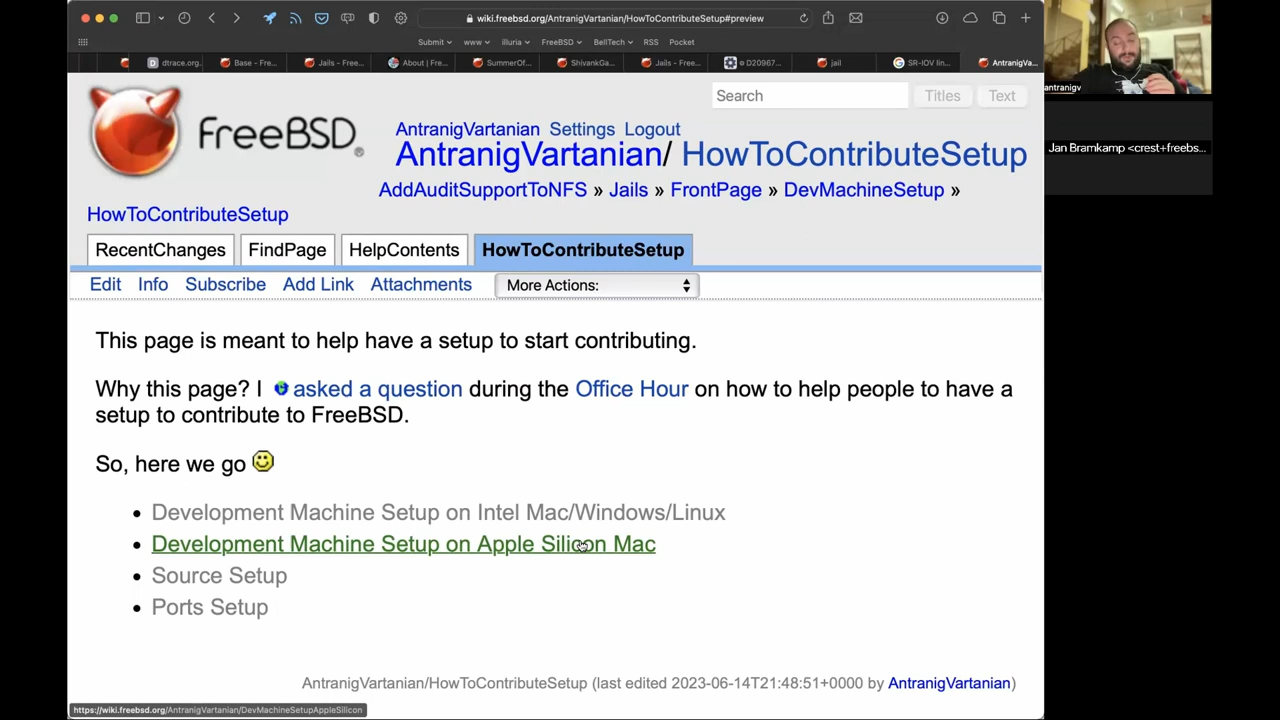 wiki.freebsd.org/AntranigVartanian/HowToContributeSetup#preview
Submit www illuria FreeBSD BellTech RSS Pocket
dtrace.org. Base - Fre... Jails - Free... About | Fre... SummerOf... ShivankGa... Jails - Free... D20967... jail SR-IOV lin... AntranigVa...
antranigv
Jan Bramkamp <crest+freebs...
Search Titles Text
FreeBSD
AntranigVartanian Settings Logout
AntranigVartanian/ HowToContributeSetup
AddAuditSupportToNFS » Jails » FrontPage » DevMachineSetup »
HowToContributeSetup
RecentChanges FindPage HelpContents HowToContributeSetup
Edit Info Subscribe Add Link Attachments More Actions:
This page is meant to help have a setup to start contributing.
Why this page? I asked a question during the Office Hour on how to help people to have a
setup to contribute to FreeBSD.
So, here we go
• Development Machine Setup on Intel Mac/Windows/Linux
• Development Machine Setup on Apple Silicon Mac
• Source Setup
• Ports Setup
AntranigVartanian/HowToContributeSetup (last edited 2023-06-14T21:48:51+0000 by AntranigVartanian)
https://wiki.freebsd.org/AntranigVartanian/DevMachineSetupAppleSilicon